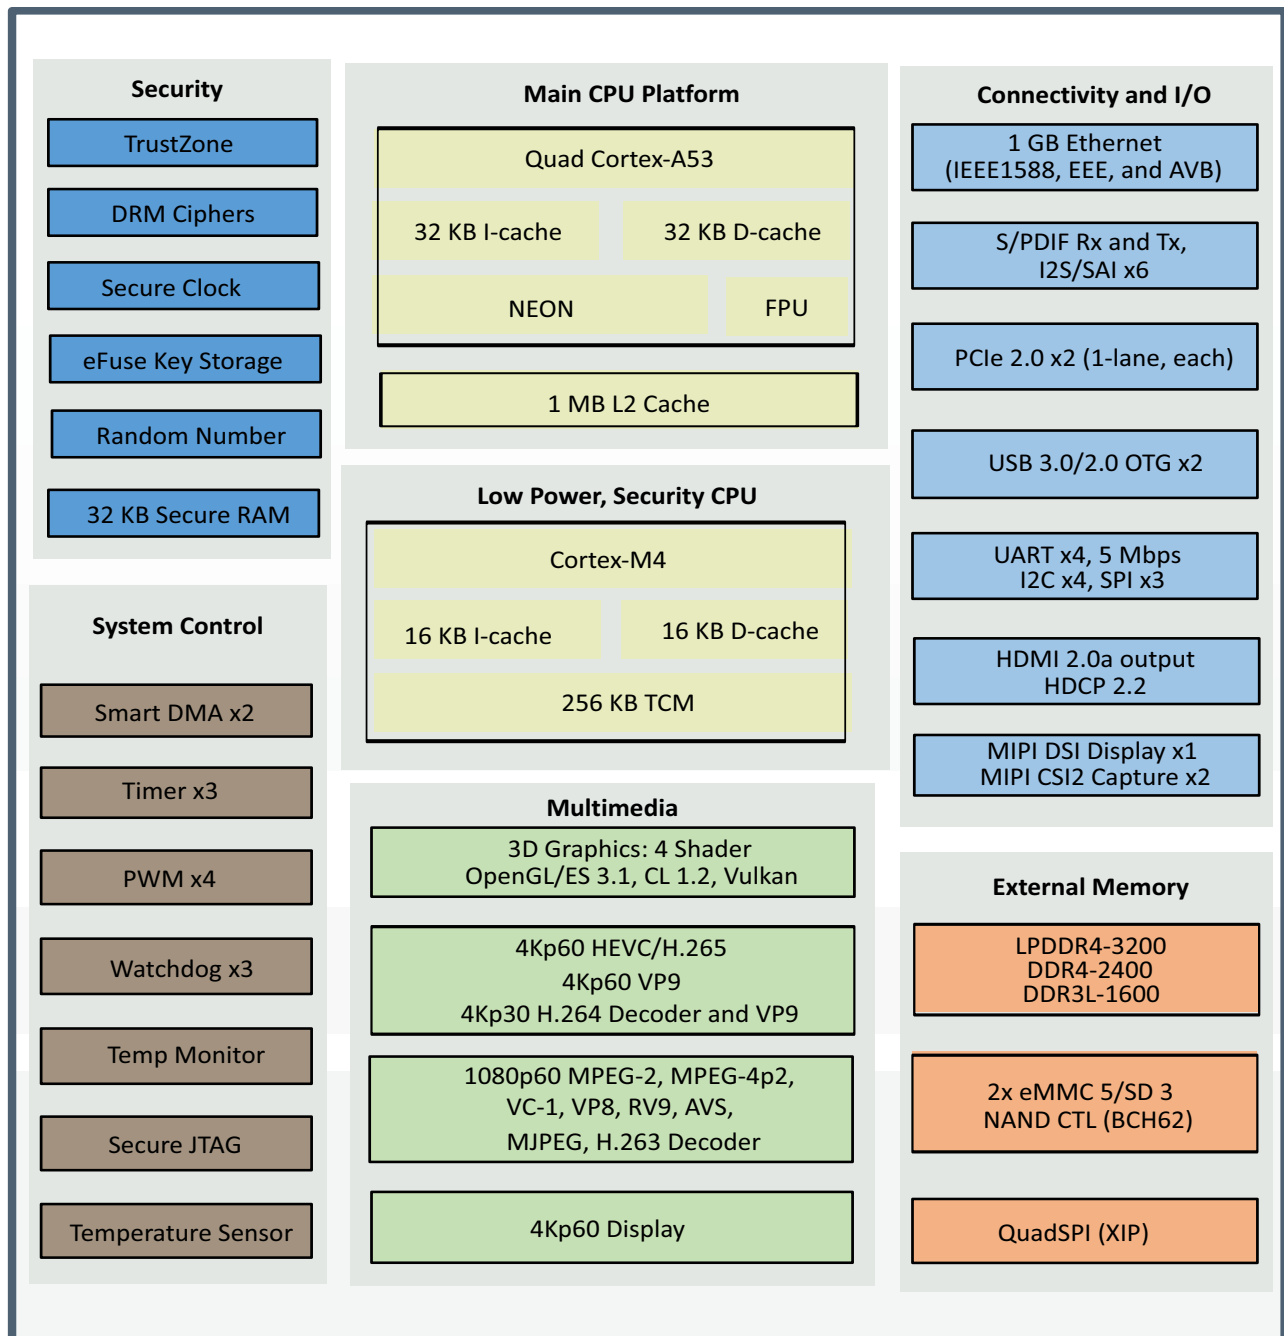 Security
TrustZone
DRM Ciphers
Secure Clock
eFuse Key Storage
Random Number
32 KB Secure RAM
System Control
Smart DMA x2
Timer x3
PWM x4
Watchdog x3
Temp Monitor
Secure JTAG
Temperature Sensor
Main CPU Platform
Quad Cortex-A53
32 KB I-cache
32 KB D-cache
NEON
FPU
1 MB L2 Cache
Low Power, Security CPU
Cortex-M4
16 KB I-cache
16 KB D-cache
256 KB TCM
Multimedia
3D Graphics: 4 Shader
OpenGL/ES 3.1, CL 1.2, Vulkan
4Kp60 HEVC/H.265
4Kp60 VP9
4Kp30 H.264 Decoder and VP9
1080p60 MPEG-2, MPEG-4p2,
VC-1, VP8, RV9, AVS,
MJPEG, H.263 Decoder
4Kp60 Display
Connectivity and I/O
1 GB Ethernet
(IEEE1588, EEE, and AVB)
S/PDIF Rx and Tx,
I2S/SAI x6
PCIe 2.0 x2 (1-lane, each)
USB 3.0/2.0 OTG x2
UART x4, 5 Mbps
I2C x4, SPI x3
HDMI 2.0a output
HDCP 2.2
MIPI DSI Display x1
MIPI CSI2 Capture x2
External Memory
LPDDR4-3200
DDR4-2400
DDR3L-1600
2x eMMC 5/SD 3
NAND CTL (BCH62)
QuadSPI (XIP)